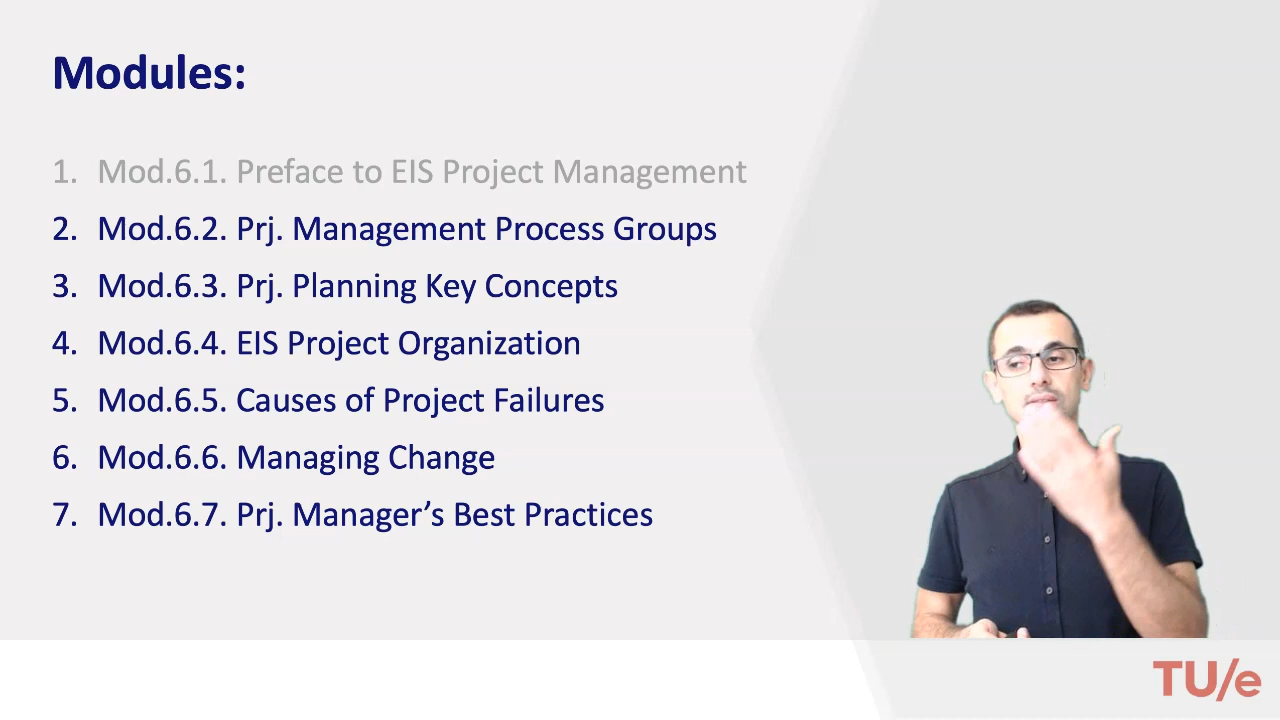 Modules:
1. Mod.6.1. Preface to EIS Project Management
2. Mod.6.2. Prj. Management Process Groups
3. Mod.6.3. Prj. Planning Key Concepts
4. Mod.6.4. EIS Project Organization
5. Mod.6.5. Causes of Project Failures
6. Mod.6.6. Managing Change
7. Mod.6.7. Prj. Manager’s Best Practices
TU/e